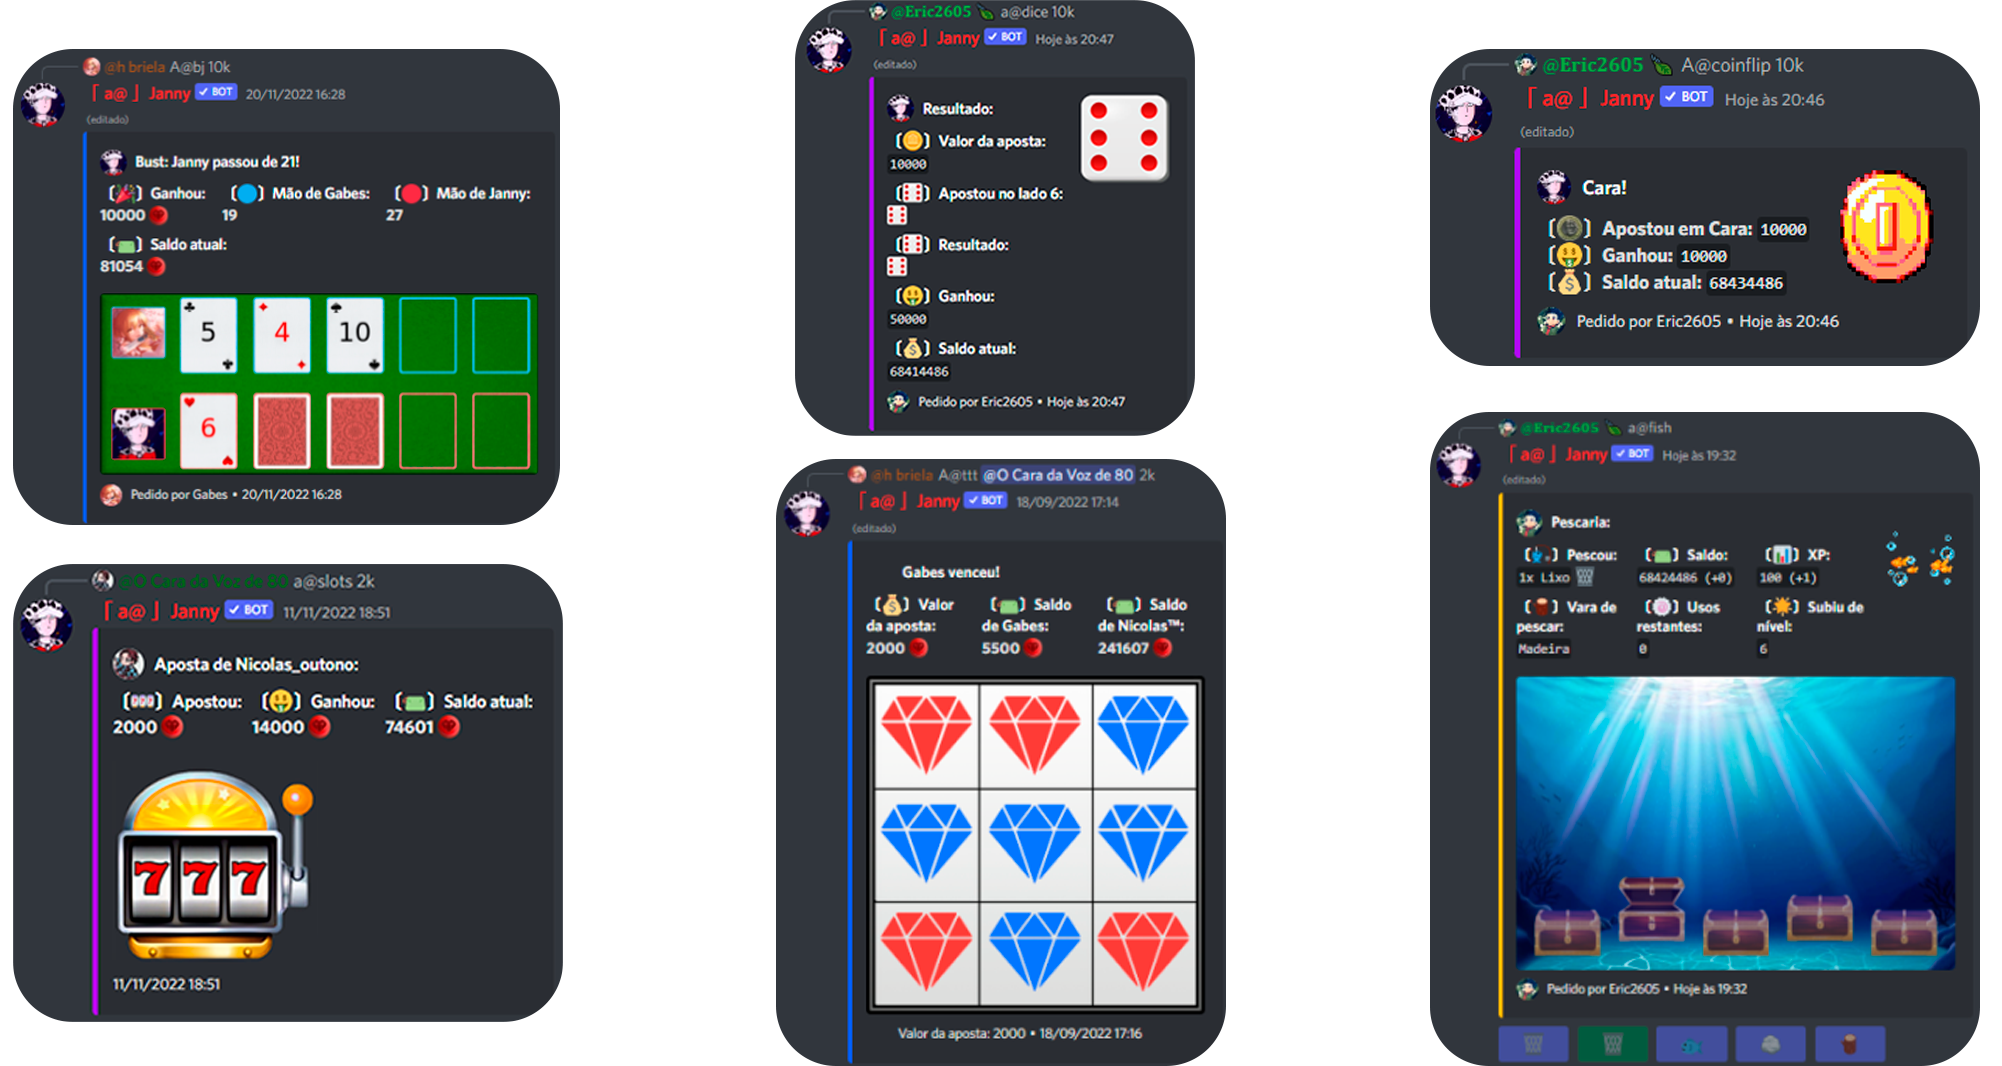 @h briela A@bj 10k
「 a@ 」 Janny ✓ BOT 20/11/2022 16:28
(editado)
Bust: Janny passou de 21!
[🎉] Ganhou: [🔵] Mão de Gabes: [🔴] Mão de Janny:
10000 19 27
[💵] Saldo atual:
81054
5 4 10
6
Pedido por Gabes • 20/11/2022 16:28
@O Cara da Voz de 80 a@slots 2k
「 a@ 」 Janny ✓ BOT 11/11/2022 18:51
Aposta de Nicolas_outono:
[🎰] Apostou: [🤑] Ganhou: [💵] Saldo atual:
2000 14000 74601
7 7 7
11/11/2022 18:51
@Eric2605 a@dice 10k
「 a@ 」 Janny ✓ BOT Hoje às 20:47
(editado)
Resultado:
[🪙] Valor da aposta:
10000
[🎲] Apostou no lado 6:
[🎲] Resultado:
[🤑] Ganhou:
50000
[💰] Saldo atual:
68414486
Pedido por Eric2605 • Hoje às 20:47
@h briela A@ttt @O Cara da Voz de 80 2k
「 a@ 」 Janny ✓ BOT 18/09/2022 17:14
(editado)
Gabes venceu!
[💰] Valor [💵] Saldo [💵] Saldo
da aposta: de Gabes: de Nicolas™:
2000 5500 241607
Valor da aposta: 2000 • 18/09/2022 17:16
@Eric2605 A@coinflip 10k
「 a@ 」 Janny ✓ BOT Hoje às 20:46
(editado)
Cara!
[🪙] Apostou em Cara: 10000
[🤑] Ganhou: 10000
[💰] Saldo atual: 68434486
Pedido por Eric2605 • Hoje às 20:46
@Eric2605 a@fish
「 a@ 」 Janny ✓ BOT Hoje às 19:32
(editado)
Pescaria:
[🎣] Pescou: [💵] Saldo: [📊] XP:
1x Lixo 🗑 68424486 (+0) 100 (+1)
[🪵] Vara de [⚙] Usos [🌟] Subiu de
pescar: restantes: nível:
Madeira 0 6
Pedido por Eric2605 • Hoje às 19:32